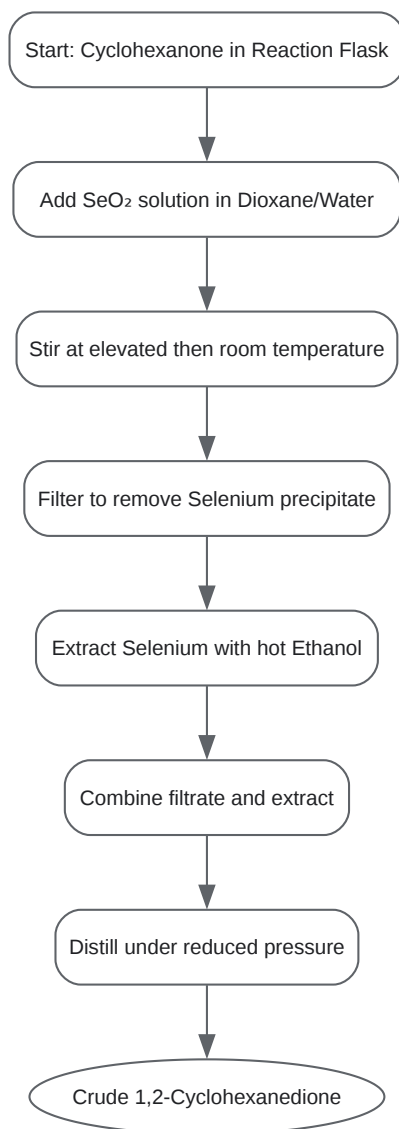 Start: Cyclohexanone in Reaction Flask
Add SeO₂ solution in Dioxane/Water
Stir at elevated then room temperature
Filter to remove Selenium precipitate
Extract Selenium with hot Ethanol
Combine filtrate and extract
Distill under reduced pressure
Crude 1,2-Cyclohexanedione